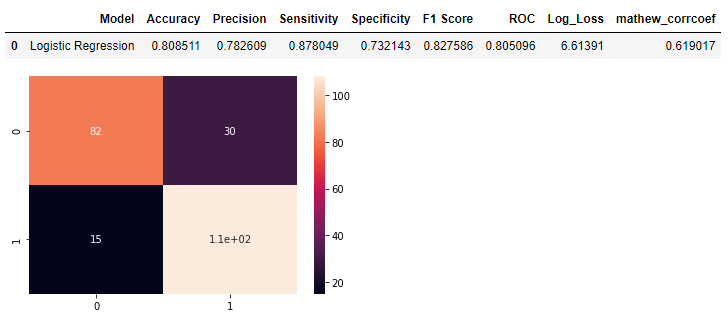 Model Accuracy Precision Sensitivity Specificity F1 Score ROC Log_Loss mathew_corrcoef
0 Logistic Regression 0.808511 0.782609 0.878049 0.732143 0.827586 0.805096 6.61391 0.619017
100
0 82 30
80
60
1 15 1.1e+02
40
20
0 1